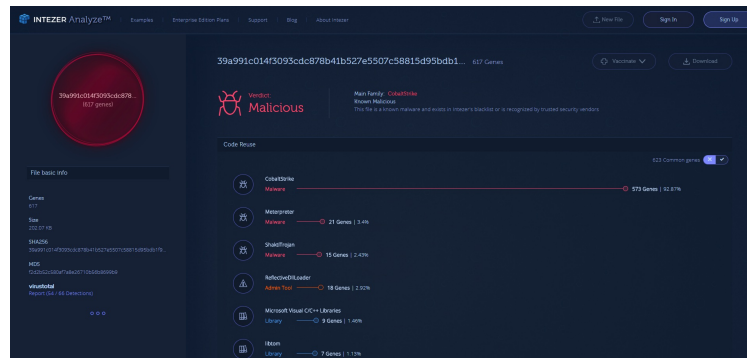 INTEZER Analyze™ Examples Enterprise Edition Plans Support Blog About Intezer New File Sign In Sign Up
39a991c014f3093cdc878b41b527e5507c58815d95bdb1... 617 Genes Vaccinate Download
39a991c014f3093cdc878...
(617 genes)
Verdict:
Malicious
Main Family: CobaltStrike
Known Malicious
This file is a known malware and exists in Intezer's blacklist or is recognized by trusted security vendors
Code Reuse
623 Common genes
File basic info
Genes
617
Size
202.07 KB
SHA256
MD5
virustotal
Report (54 / 66 Detections)
CobaltStrike
Malware 573 Genes | 92.87%
Meterpreter
Malware 21 Genes | 3.4%
ShadilTrojan
Malware 15 Genes | 2.43%
ReflectiveDllLoader
Admin Tool 18 Genes | 2.92%
Microsoft Visual C/C++ Libraries
Library 9 Genes | 1.46%
libtom
Library 7 Genes | 1.13%